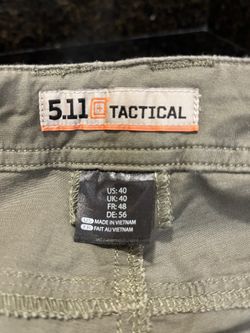 5.11 TACTICAL
US: 40
UK: 40
FR: 48
DE: 56
MADE IN VIETNAM
FAIT AU VIETNAM